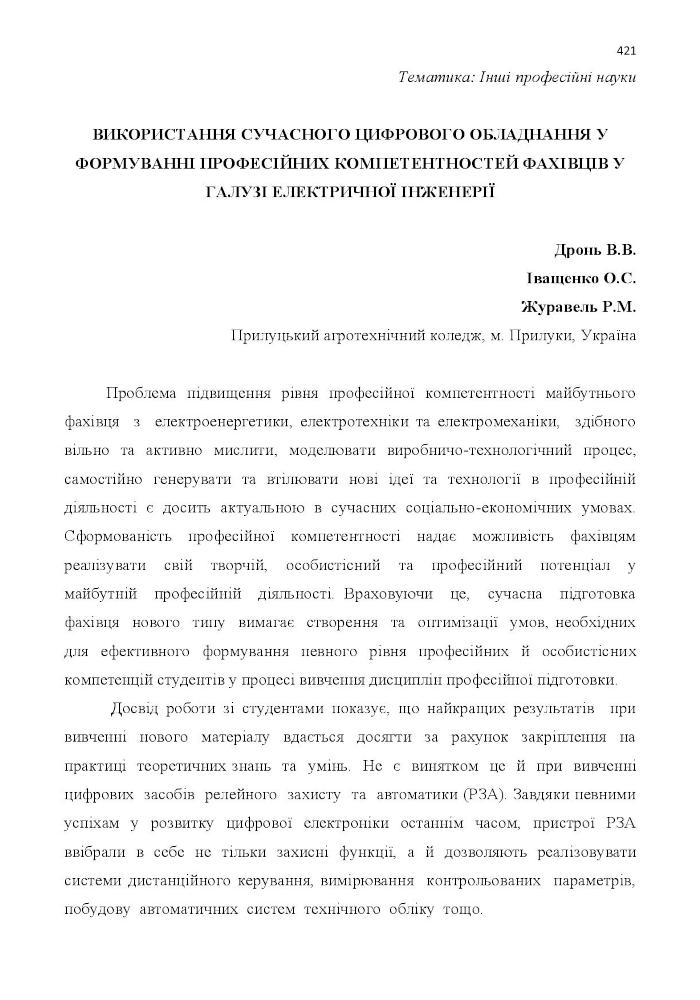 421
Тематика: Інші професійні науки
ВИКОРИСТАННЯ СУЧАСНОГО ЦИФРОВОГО ОБЛАДНАННЯ У
ФОРМУВАННІ ПРОФЕСІЙНИХ КОМПЕТЕНТНОСТЕЙ ФАХІВЦІВ У
ГАЛУЗІ ЕЛЕКТРИЧНОЇ ІНЖЕНЕРІЇ
Дронь В.В.
Іващенко О.С.
Журавель Р.М.
Прилуцький агротехнічний коледж, м. Прилуки, Україна
Проблема підвищення рівня професійної компетентності майбутнього
фахівця з електроенергетики, електротехніки та електромеханіки, здібного
вільно та активно мислити, моделювати виробничо-технологічний процес,
самостійно генерувати та втілювати нові ідеї та технології в професійній
діяльності є досить актуальною в сучасних соціально-економічних умовах.
Сформованість професійної компетентності надає можливість фахівцям
реалізувати свій творчій, особистісний та професійний потенціал у
майбутній професійній діяльності. Враховуючи це, сучасна підготовка
фахівця нового типу вимагає створення та оптимізації умов, необхідних
для ефективного формування певного рівня професійних й особистісних
компетенцій студентів у процесі вивчення дисциплін професійної підготовки.
Досвід роботи зі студентами показує, що найкращих результатів при
вивченні нового матеріалу вдається досягти за рахунок закріплення на
практиці теоретичних знань та умінь. Не є винятком це й при вивченні
цифрових засобів релейного захисту та автоматики (РЗА). Завдяки певними
успіхам у розвитку цифрової електроніки останнім часом, пристрої РЗА
ввібрали в себе не тільки захисні функції, а й дозволяють реалізовувати
системи дистанційного керування, вимірювання контрольованих параметрів,
побудову автоматичних систем технічного обліку тощо.